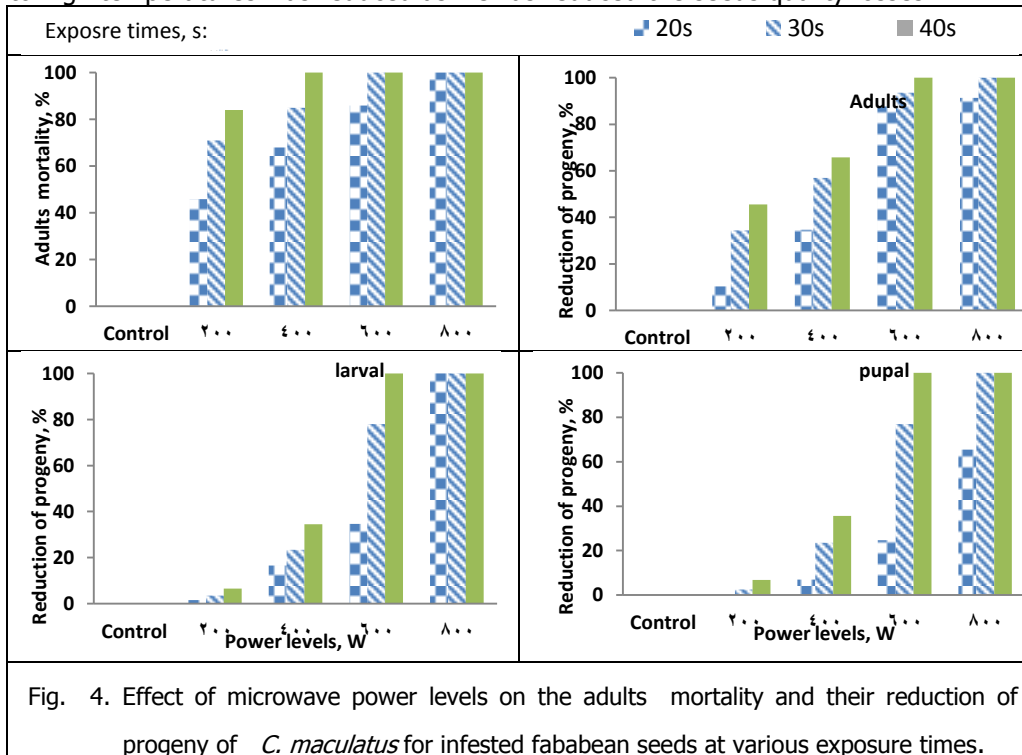 Exposre times, s: 20s 30s 40s
100
80
60
40
20
0
Adults mortality, %
Control ٢٠٠ ٤٠٠ ٦٠٠ ٨٠٠
Adults
100
80
60
40
20
0
Reduction of progeny, %
Control ٢٠٠ ٤٠٠ ٦٠٠ ٨٠٠
larval
100
80
60
40
20
0
Reduction of progeny, %
Control ٢٠٠ ٤٠٠ ٦٠٠ ٨٠٠
Power levels, W
pupal
100
80
60
40
20
0
Reduction of progeny, %
Control ٢٠٠ ٤٠٠ ٦٠٠ ٨٠٠
Power levels, W
Fig. 4. Effect of microwave power levels on the adults mortality and their reduction of
progeny of C. maculatus for infested fababean seeds at various exposure times.